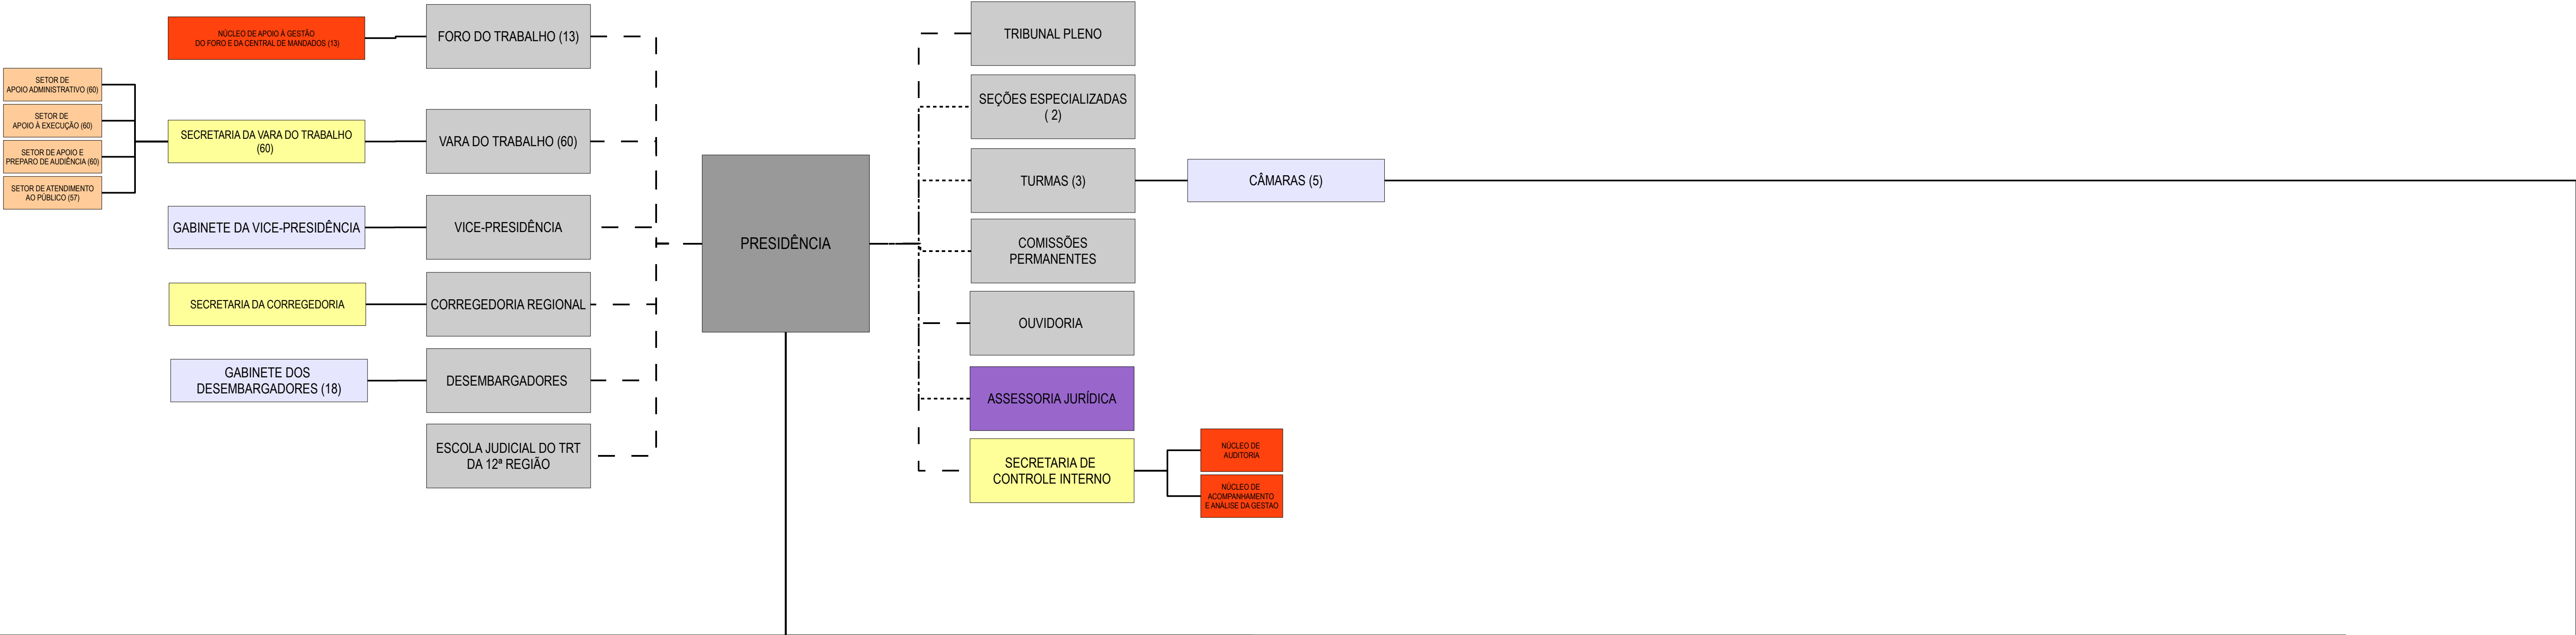 NÚCLEO DE APOIO À GESTÃO
DO FORO E DA CENTRAL DE MANDADOS (13)
FORO DO TRABALHO (13)
SETOR DE
APOIO ADMINISTRATIVO (60)
SETOR DE
APOIO À EXECUÇÃO (60)
SETOR DE APOIO E
PREPARO DE AUDIÊNCIA (60)
SETOR DE ATENDIMENTO
AO PÚBLICO (57)
SECRETARIA DA VARA DO TRABALHO
(60)
VARA DO TRABALHO (60)
GABINETE DA VICE-PRESIDÊNCIA
VICE-PRESIDÊNCIA
SECRETARIA DA CORREGEDORIA
CORREGEDORIA REGIONAL
GABINETE DOS
DESEMBARGADORES (18)
DESEMBARGADORES
ESCOLA JUDICIAL DO TRT
DA 12ª REGIÃO
PRESIDÊNCIA
TRIBUNAL PLENO
SEÇÕES ESPECIALIZADAS
( 2)
TURMAS (3)
CÂMARAS (5)
COMISSÕES
PERMANENTES
OUVIDORIA
ASSESSORIA JURÍDICA
SECRETARIA DE
CONTROLE INTERNO
NÚCLEO DE
AUDITORIA
NÚCLEO DE
ACOMPANHAMENTO
E ANÁLISE DA GESTÃO